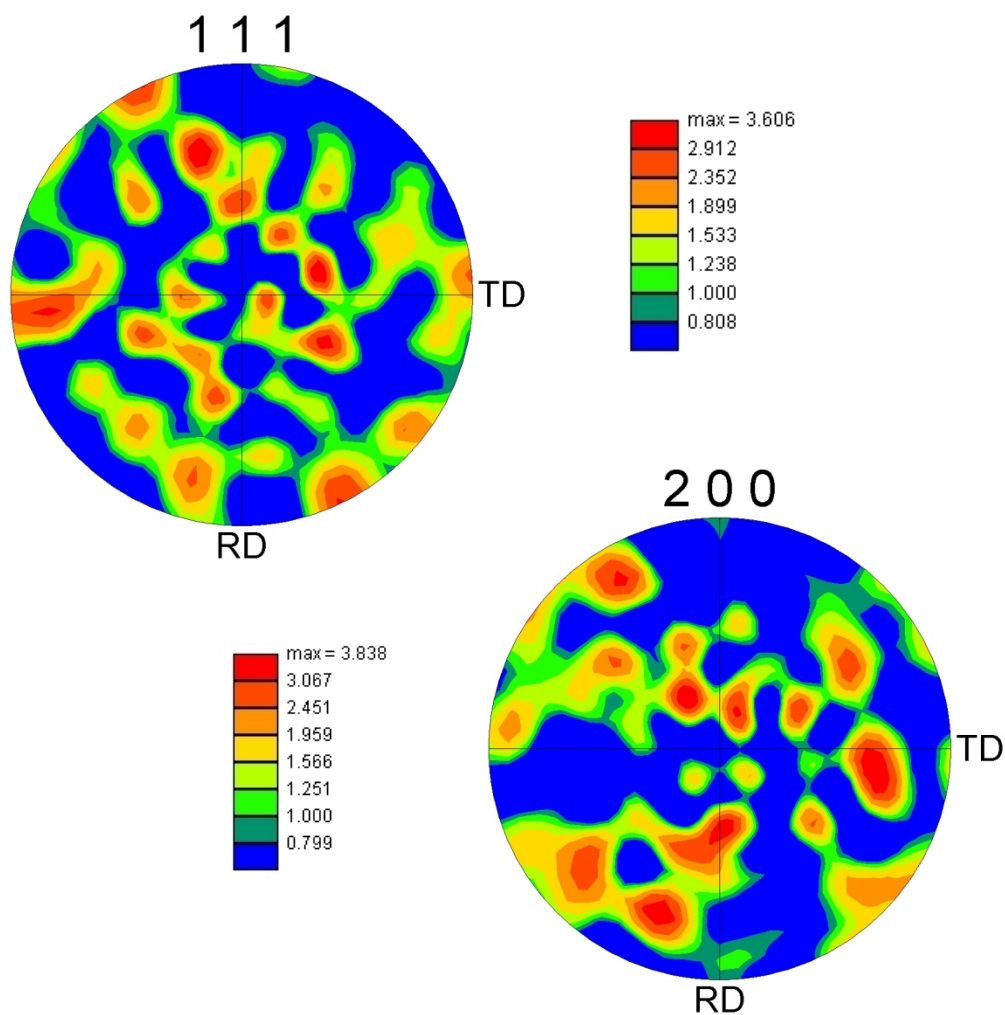 1 1 1
max = 3.606
2.912
2.352
1.899
1.533
1.238
1.000
0.808
TD
RD
2 0 0
max = 3.838
3.067
2.451
1.959
1.566
1.251
1.000
0.799
TD
RD